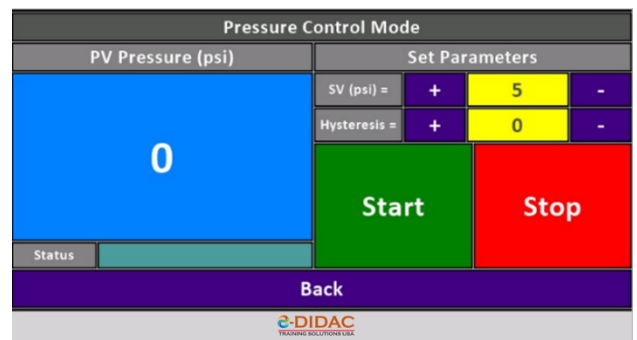 Pressure Control Mode
PV Pressure (psi)
Set Parameters
SV (psi) = + 5 -
Hysteresis = + 0 -
0
Start
Stop
Status
Back
e-DIDAC
TRAINING SOLUTIONS USA